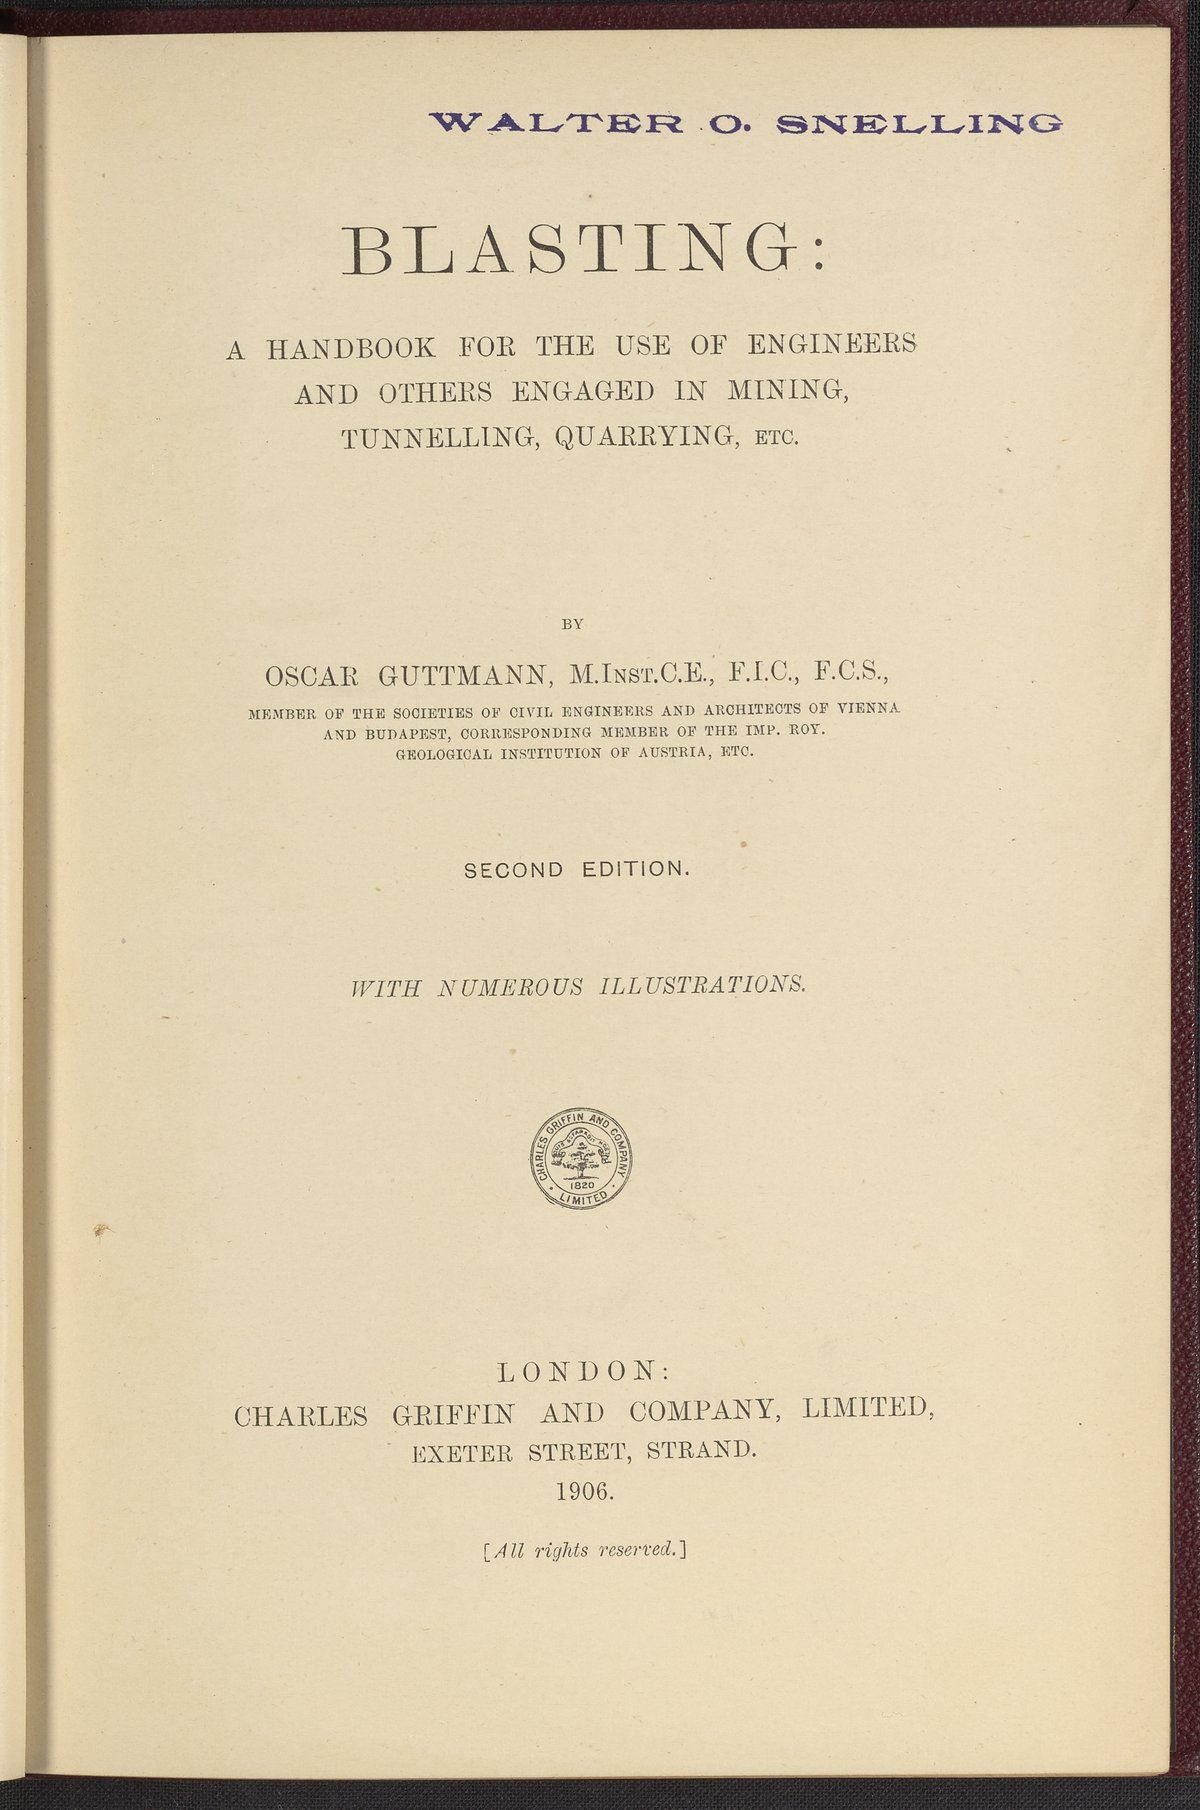 WALTER O. SNELLING
BLASTING:
A HANDBOOK FOR THE USE OF ENGINEERS
AND OTHERS ENGAGED IN MINING,
TUNNELLING, QUARRYING, ETC.
BY
OSCAR GUTTMANN, M.INST.C.E., F.I.C., F.C.S.,
MEMBER OF THE SOCIETIES OF CIVIL ENGINEERS AND ARCHITECTS OF VIENNA
AND BUDAPEST, CORRESPONDING MEMBER OF THE IMP. ROY.
GEOLOGICAL INSTITUTION OF AUSTRIA, ETC.
SECOND EDITION.
WITH NUMEROUS ILLUSTRATIONS.
CHARLES GRIFFIN AND COMPANY
1820
LIMITED
LONDON:
CHARLES GRIFFIN AND COMPANY, LIMITED,
EXETER STREET, STRAND.
1906.
[All rights reserved.]